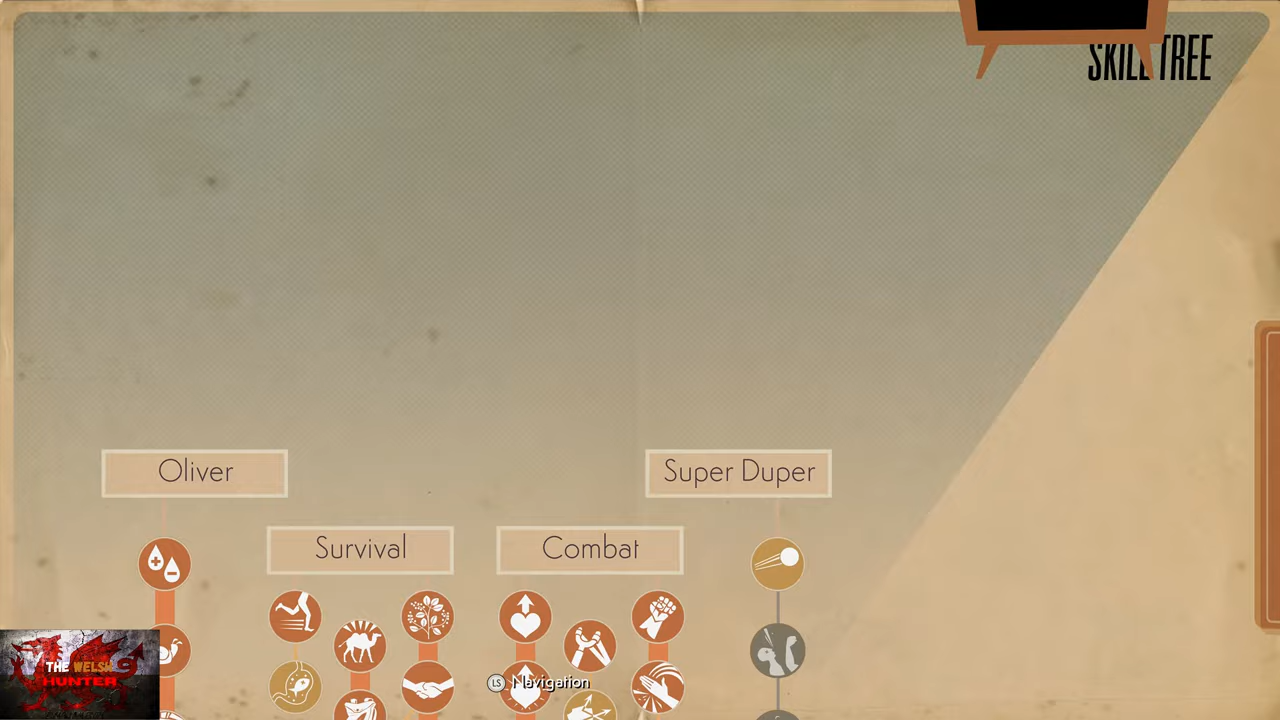 SKILL TREE
Oliver
Super Duper
Survival
Combat
LS Navigation
THE WELSH
HUNTER